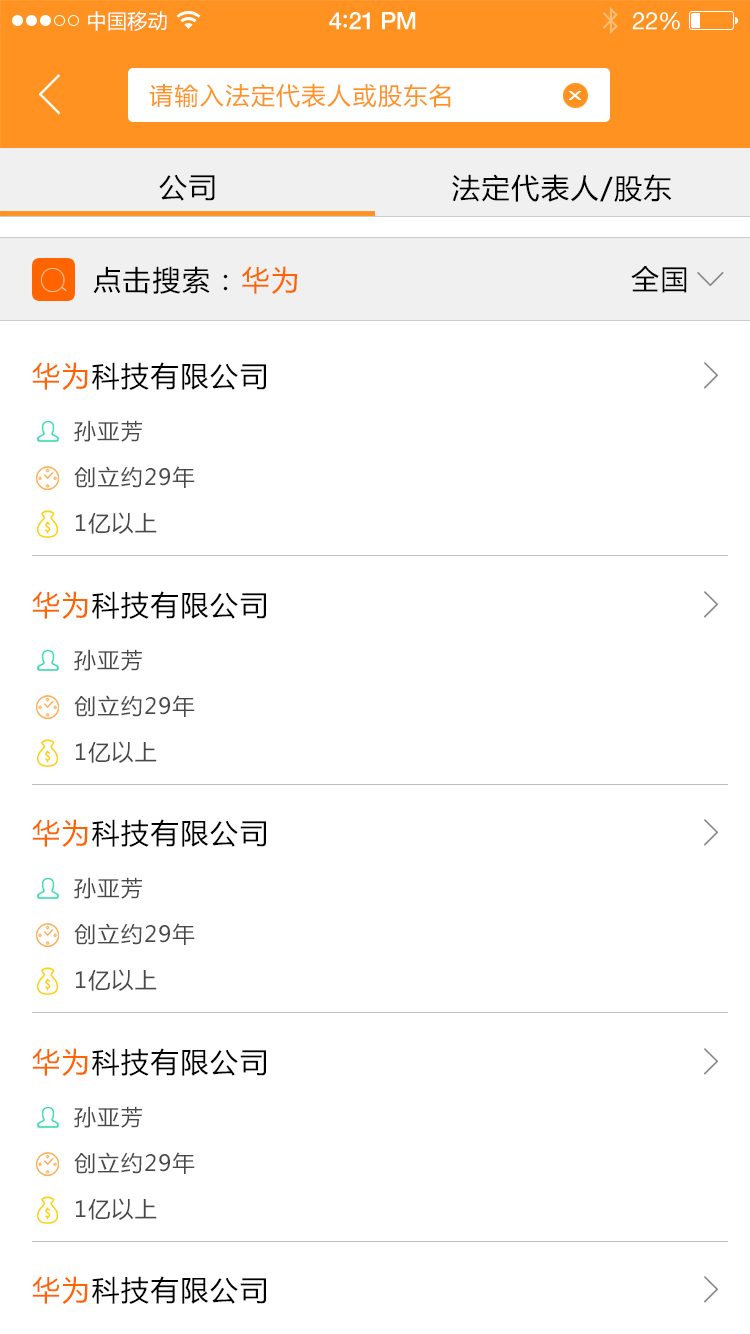 中国移动 4:21 PM 22%
请输入法定代表人或股东名
公司 法定代表人/股东
点击搜索：华为 全国
华为科技有限公司
孙亚芳
创立约29年
1亿以上
华为科技有限公司
孙亚芳
创立约29年
1亿以上
华为科技有限公司
孙亚芳
创立约29年
1亿以上
华为科技有限公司
孙亚芳
创立约29年
1亿以上
华为科技有限公司